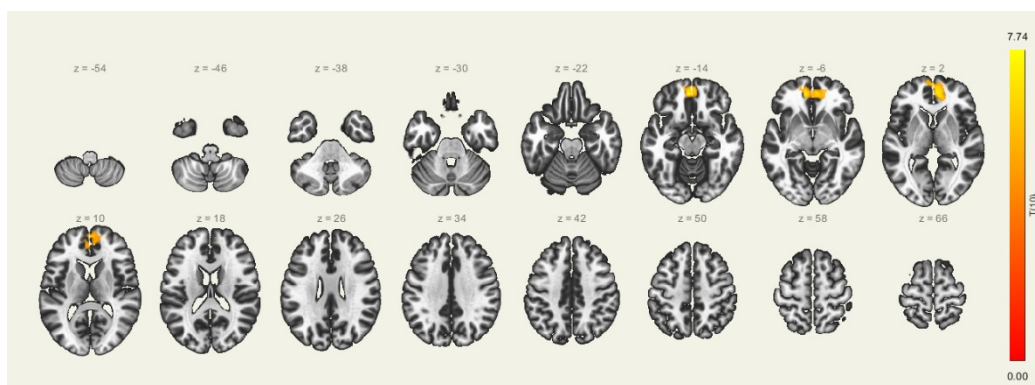 z = -54
z = -46
z = -38
z = -30
z = -22
z = -14
z = -6
z = 2
z = 10
z = 18
z = 26
z = 34
z = 42
z = 50
z = 58
z = 66
7.74
T(10)
0.00